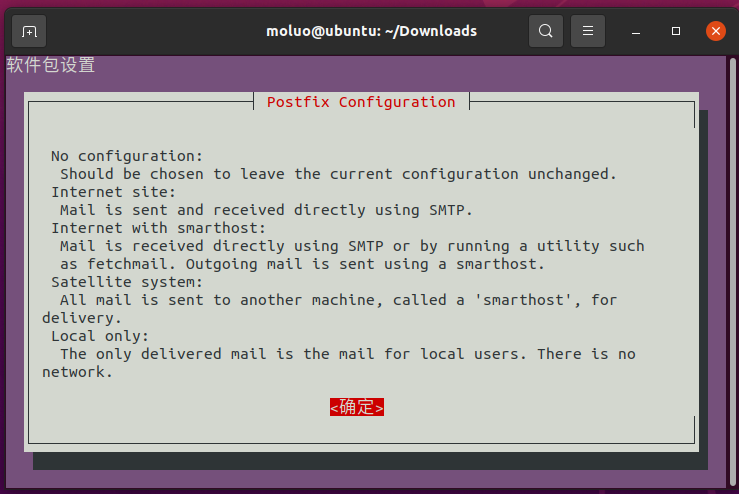 moluo@ubuntu: ~/Downloads
软件包设置
Postfix Configuration
No configuration:
Should be chosen to leave the current configuration unchanged.
Internet site:
Mail is sent and received directly using SMTP.
Internet with smarthost:
Mail is received directly using SMTP or by running a utility such
as fetchmail. Outgoing mail is sent using a smarthost.
Satellite system:
All mail is sent to another machine, called a 'smarthost', for
delivery.
Local only:
The only delivered mail is the mail for local users. There is no
network.
<确定>